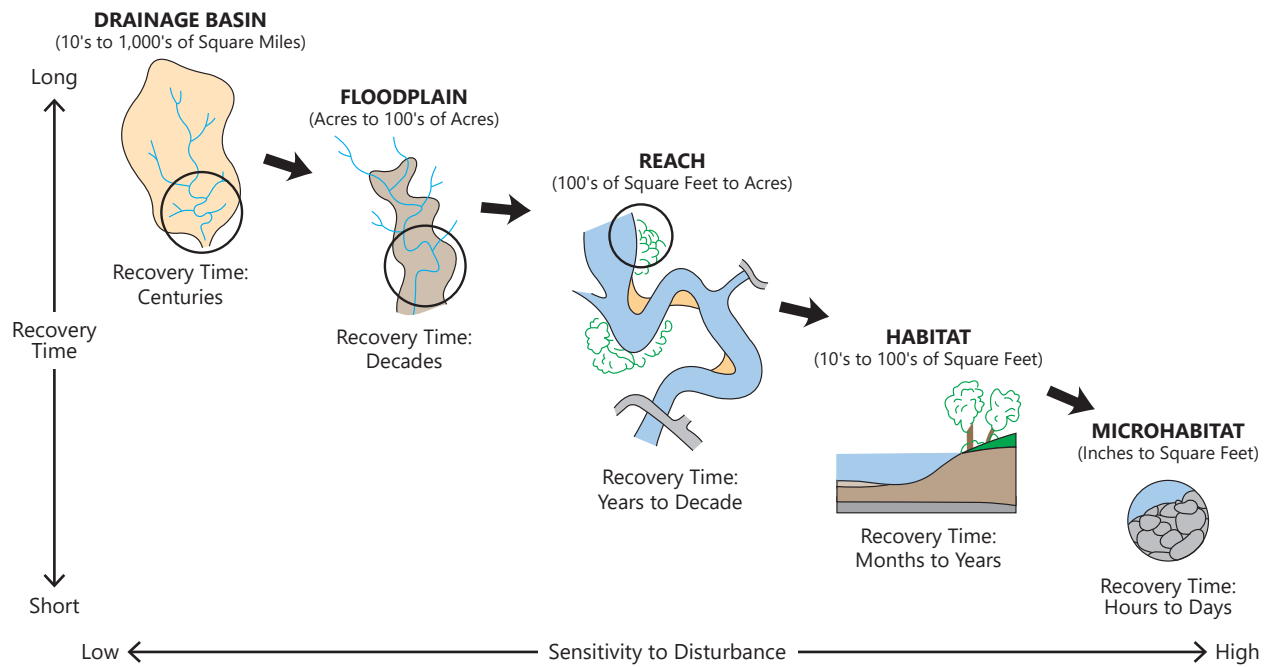 DRAINAGE BASIN
(10's to 1,000's of Square Miles)
Long
FLOODPLAIN
(Acres to 100's of Acres)
REACH
(100's of Square Feet to Acres)
Recovery Time:
Centuries
Recovery
Time
Recovery Time:
Decades
HABITAT
(10's to 100's of Square Feet)
MICROHABITAT
(Inches to Square Feet)
Recovery Time:
Years to Decade
Recovery Time:
Months to Years
Recovery Time:
Hours to Days
Short
Low
Sensitivity to Disturbance
High